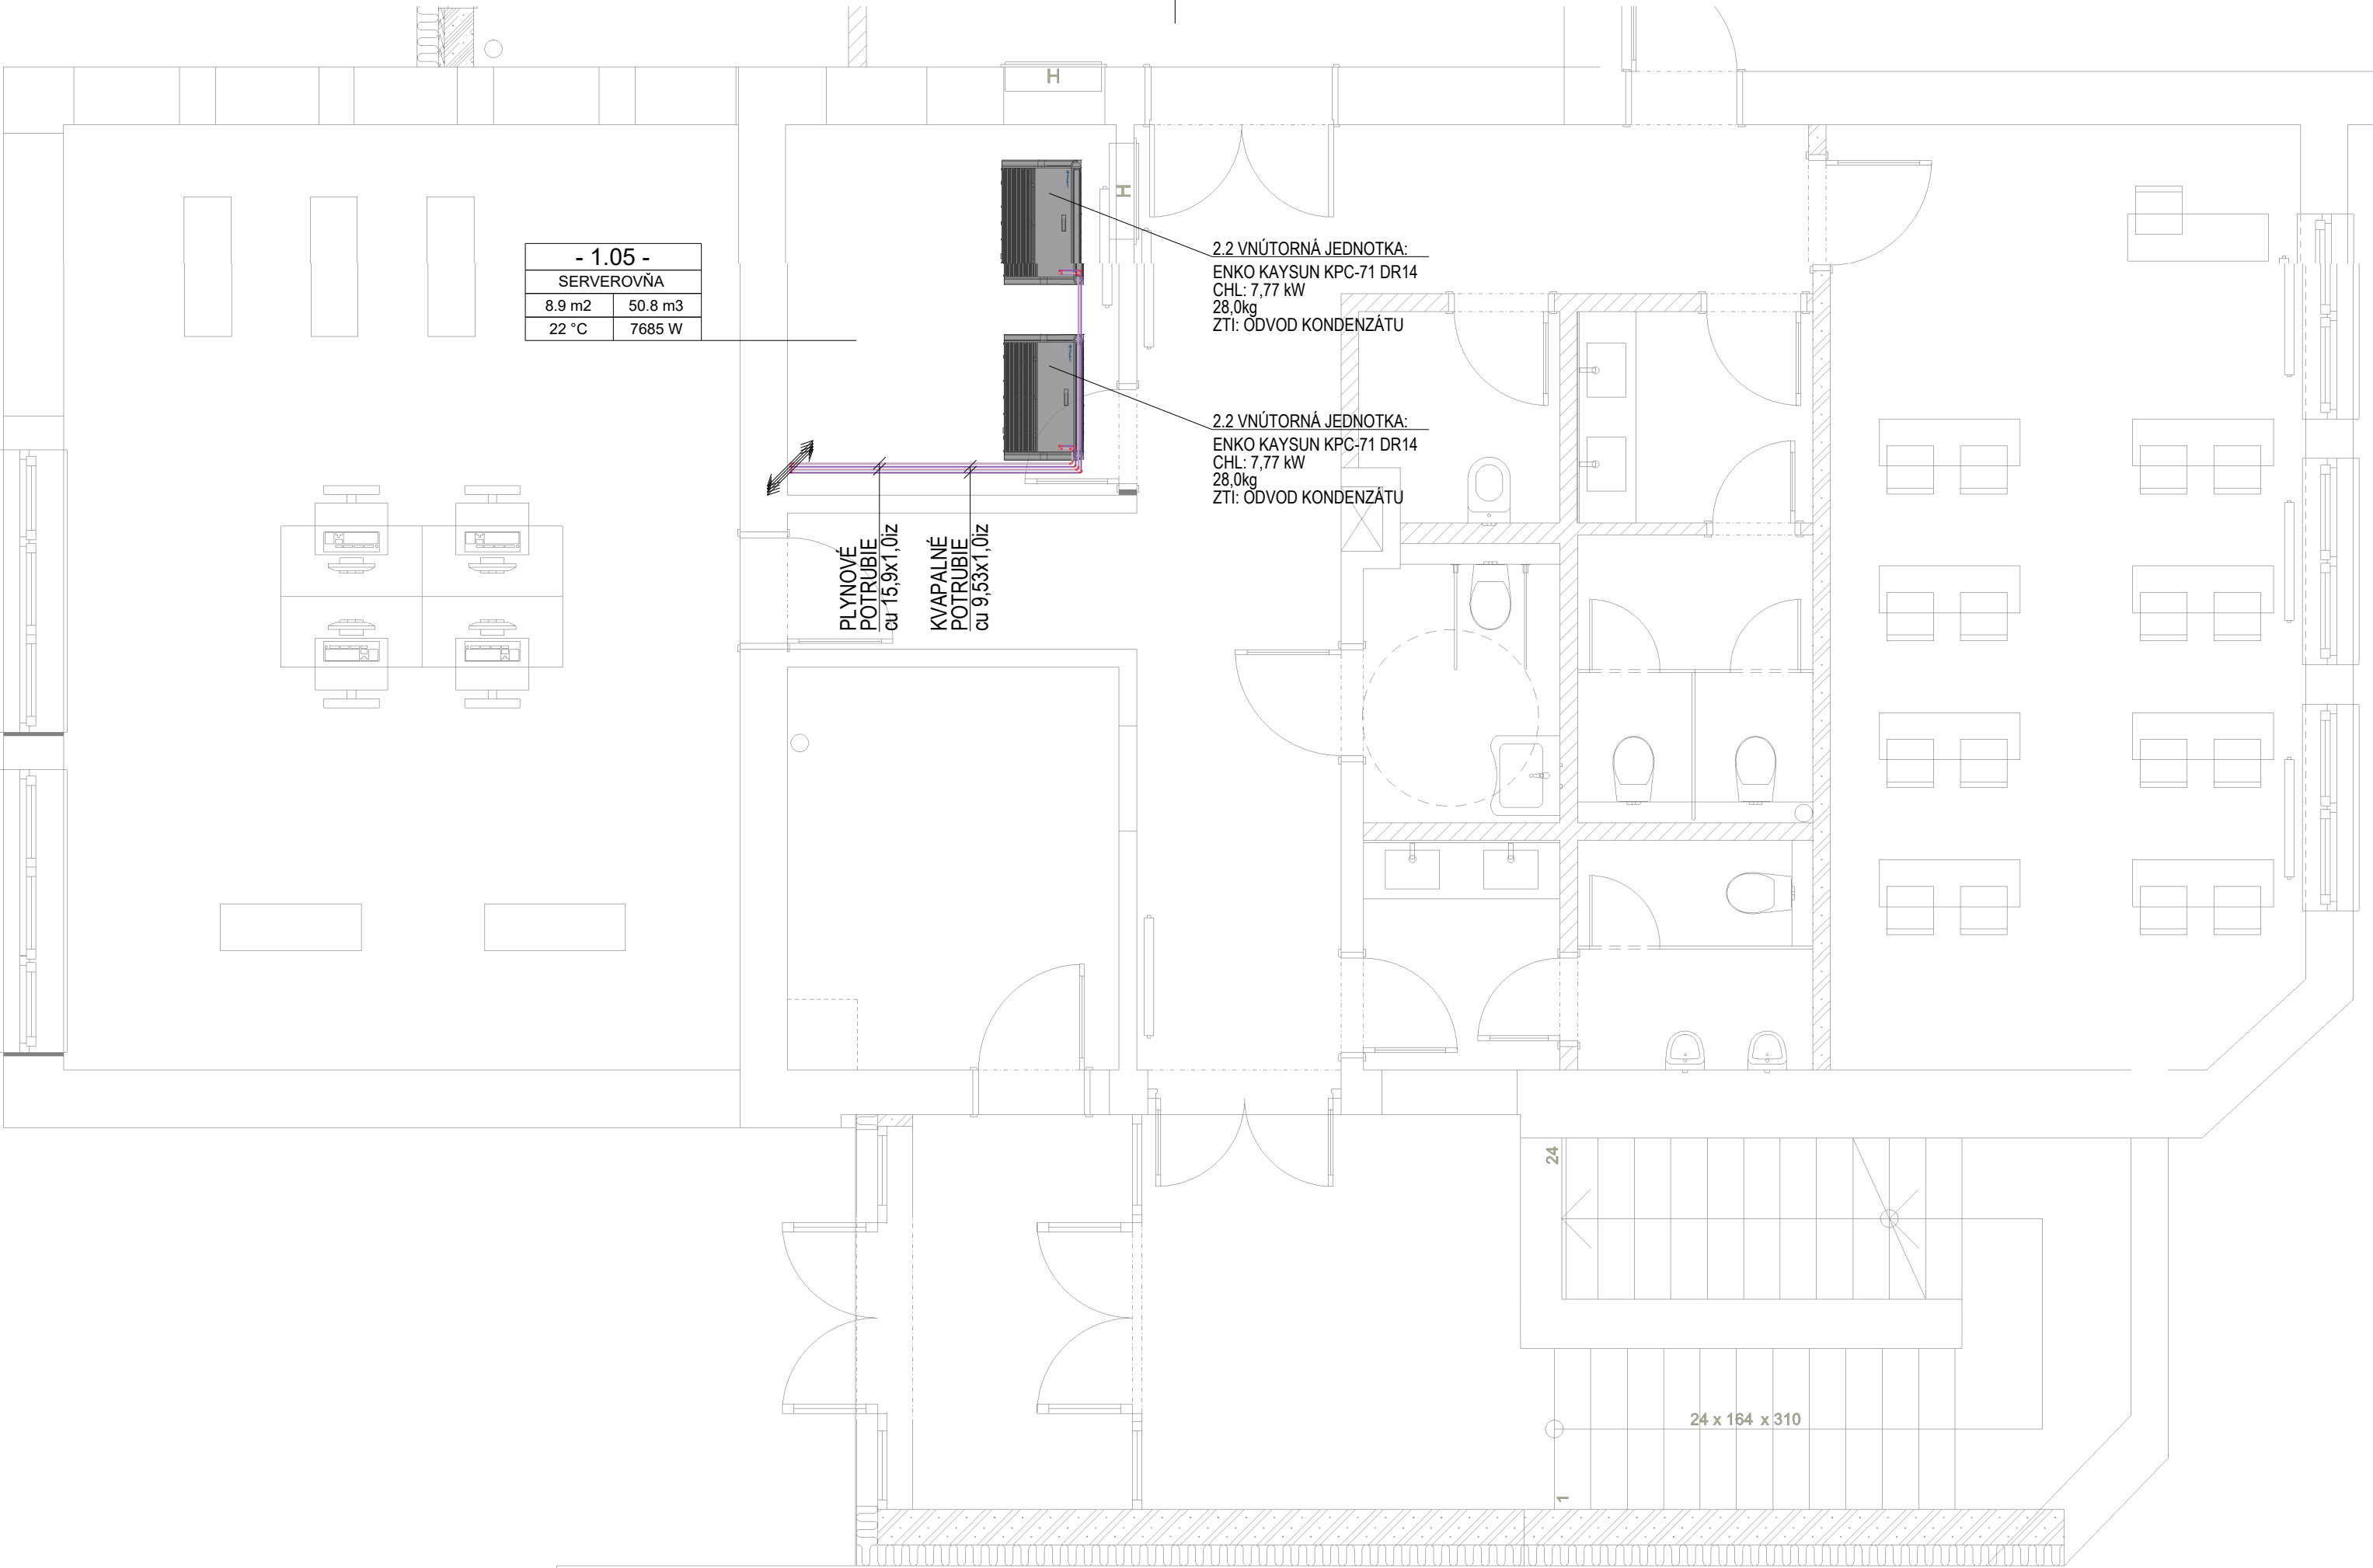 H
H
- 1.05 -
SERVEROVŇA
8.9 m2 50.8 m3
22 °C 7685 W
2.2 VNÚTORNÁ JEDNOTKA:
ENKO KAYSUN KPC-71 DR14
CHL: 7,77 kW
28,0kg
ZTI: ODVOD KONDENZÁTU
2.2 VNÚTORNÁ JEDNOTKA:
ENKO KAYSUN KPC-71 DR14
CHL: 7,77 kW
28,0kg
ZTI: ODVOD KONDENZÁTU
PLYNOVÉ
POTRUBIE
cu 15,9x1,0iz
KVAPALNÉ
POTRUBIE
cu 9,53x1,0iz
24
24 x 164 x 310
1